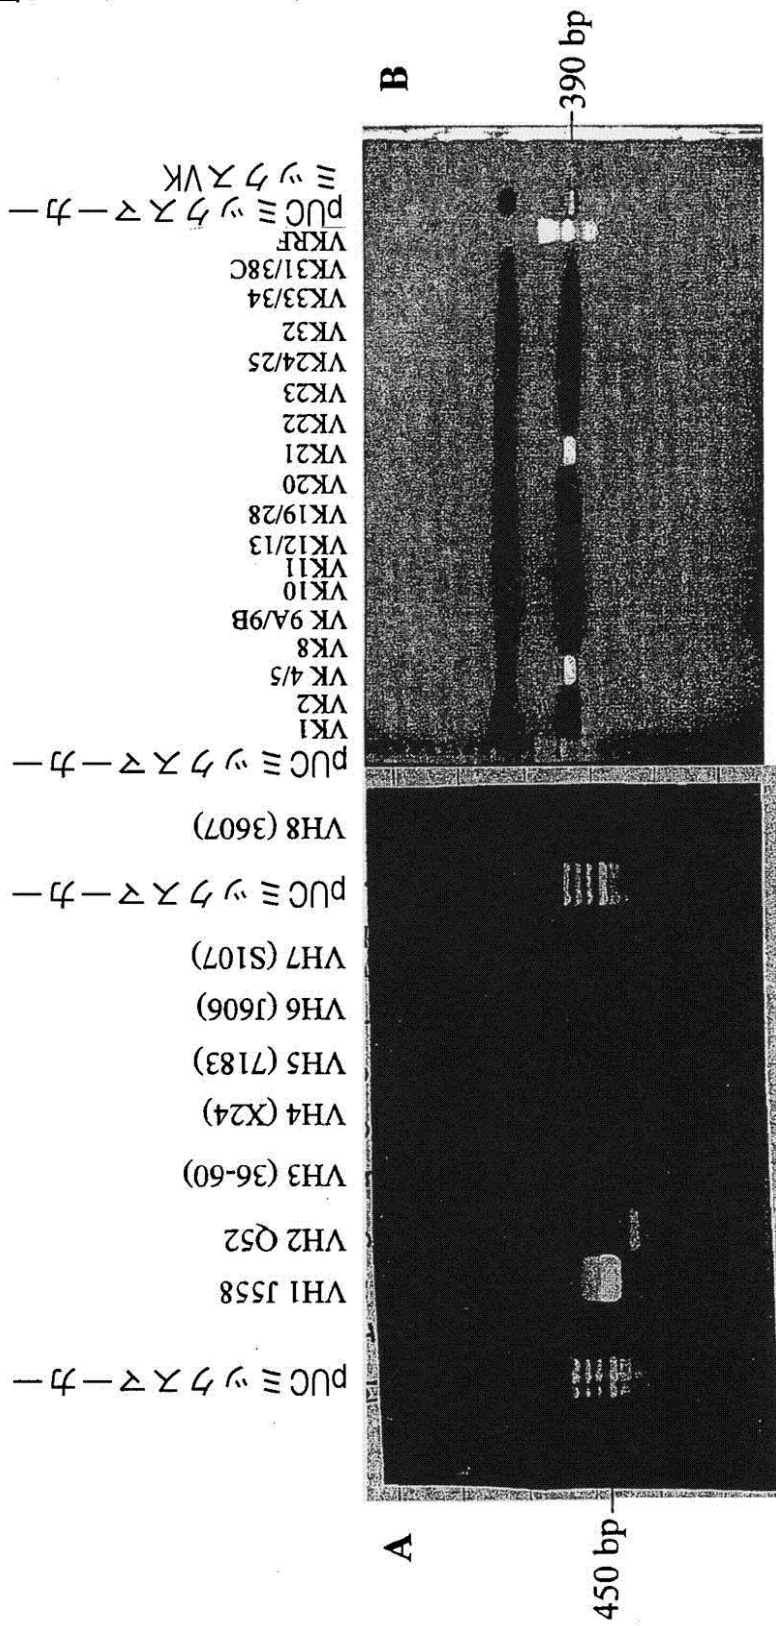 A
450 bp
pUCミックスマーカー
VH1 J558
VH2 Q52
VH3 (36-60)
VH4 (X24)
VH5 (7183)
VH6 (J606)
VH7 (S107)
pUCミックスマーカー
VH8 (3607)
B
390 bp
pUCミックスマーカー
VK1
VK2
VK 4/5
VK8
VK 9A/9B
VK10
VK11
VK12/13
VK19/28
VK20
VK21
VK22
VK23
VK24/25
VK32
VK33/34
VK31/38C
VKRF
pUCミックスマーカー
ミックスVK